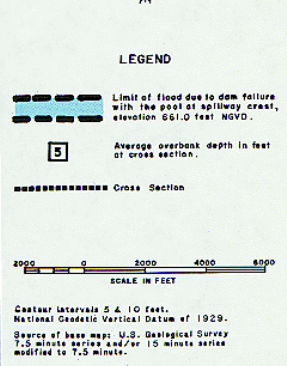 LEGEND
Limit of flood due to dam failure
with the pool at spillway crest,
elevation 661.0 feet NGVD.
5
Average overbank depth in feet
at cross section.
Cross Section
2000 0 2000 4000 6000
SCALE IN FEET
Contour Intervals 5 & 10 feet.
National Geodetic Vertical Datum of 1929.
Source of base map: U.S. Geological Survey
7.5 minute series and/or 15 minute series
modified to 7.5 minute.